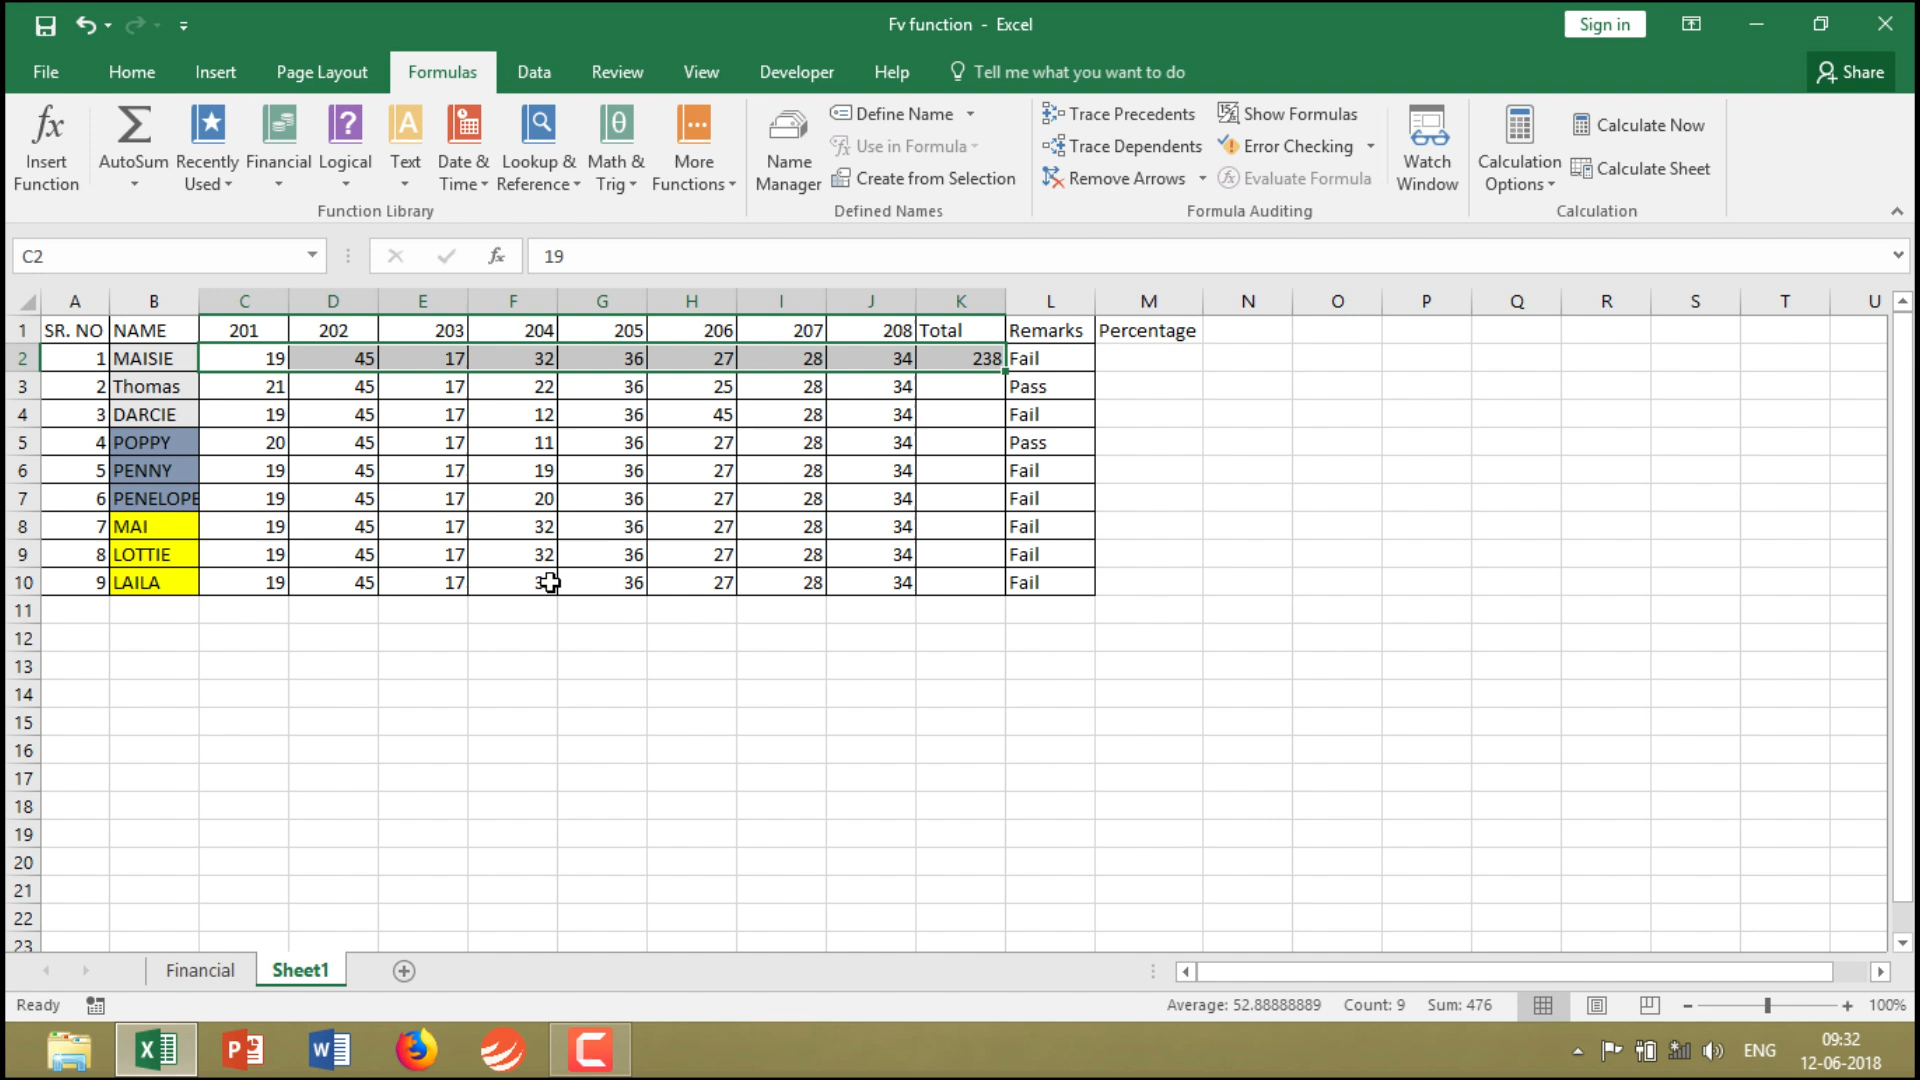 Fv function - Excel
Sign in
File Home Insert Page Layout Formulas Data Review View Developer Help Tell me what you want to do Share
Insert Function
AutoSum
Recently Used
Financial
Logical
Text
Date & Time
Lookup & Reference
Math & Trig
More Functions
Function Library
Name Manager
Define Name
Use in Formula
Create from Selection
Defined Names
Trace Precedents
Trace Dependents
Remove Arrows
Show Formulas
Error Checking
Evaluate Formula
Formula Auditing
Watch Window
Calculation Options
Calculate Now
Calculate Sheet
Calculation
C2 fx 19
A B C D E F G H I J K L M N O P Q R S T U
1 SR. NO NAME 201 202 203 204 205 206 207 208 Total Remarks Percentage
2 1 MAISIE 19 45 17 32 36 27 28 34 238 Fail
3 2 Thomas 21 45 17 22 36 25 28 34 Pass
4 3 DARCIE 19 45 17 12 36 45 28 34 Fail
5 4 POPPY 20 45 17 11 36 27 28 34 Pass
6 5 PENNY 19 45 17 19 36 27 28 34 Fail
7 6 PENELOPE 19 45 17 20 36 27 28 34 Fail
8 7 MAI 19 45 17 32 36 27 28 34 Fail
9 8 LOTTIE 19 45 17 32 36 27 28 34 Fail
10 9 LAILA 19 45 17 36 27 28 34 Fail
11
12
13
14
15
16
17
18
19
20
21
22
23
Financial Sheet1
Ready Average: 52.88888889 Count: 9 Sum: 476 100%
ENG 09:32
12-06-2018